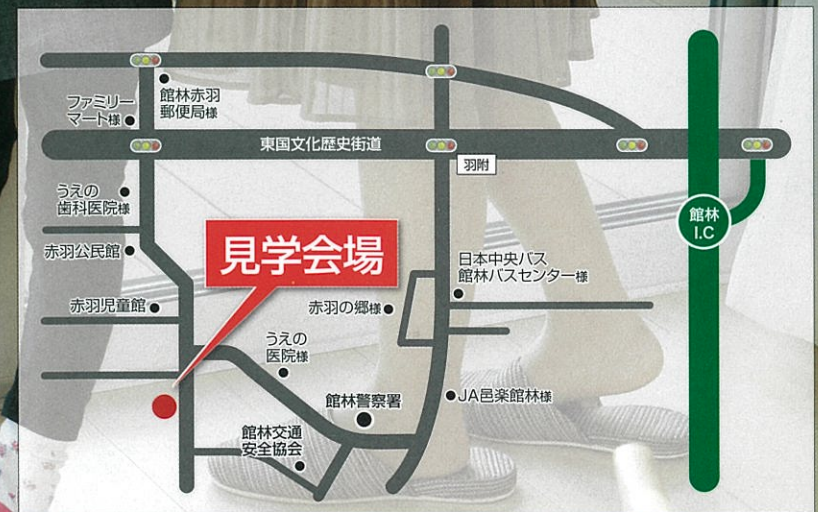 館林赤羽
郵便局様
ファミリー
マート様
東国文化歴史街道
羽附
うえの
歯科医院様
館林
I.C
赤羽公民館
見学会場
日本中央バス
館林バスセンター様
赤羽児童館
赤羽の郷様
うえの
医院様
館林警察署
JA邑楽館林様
館林交通
安全協会